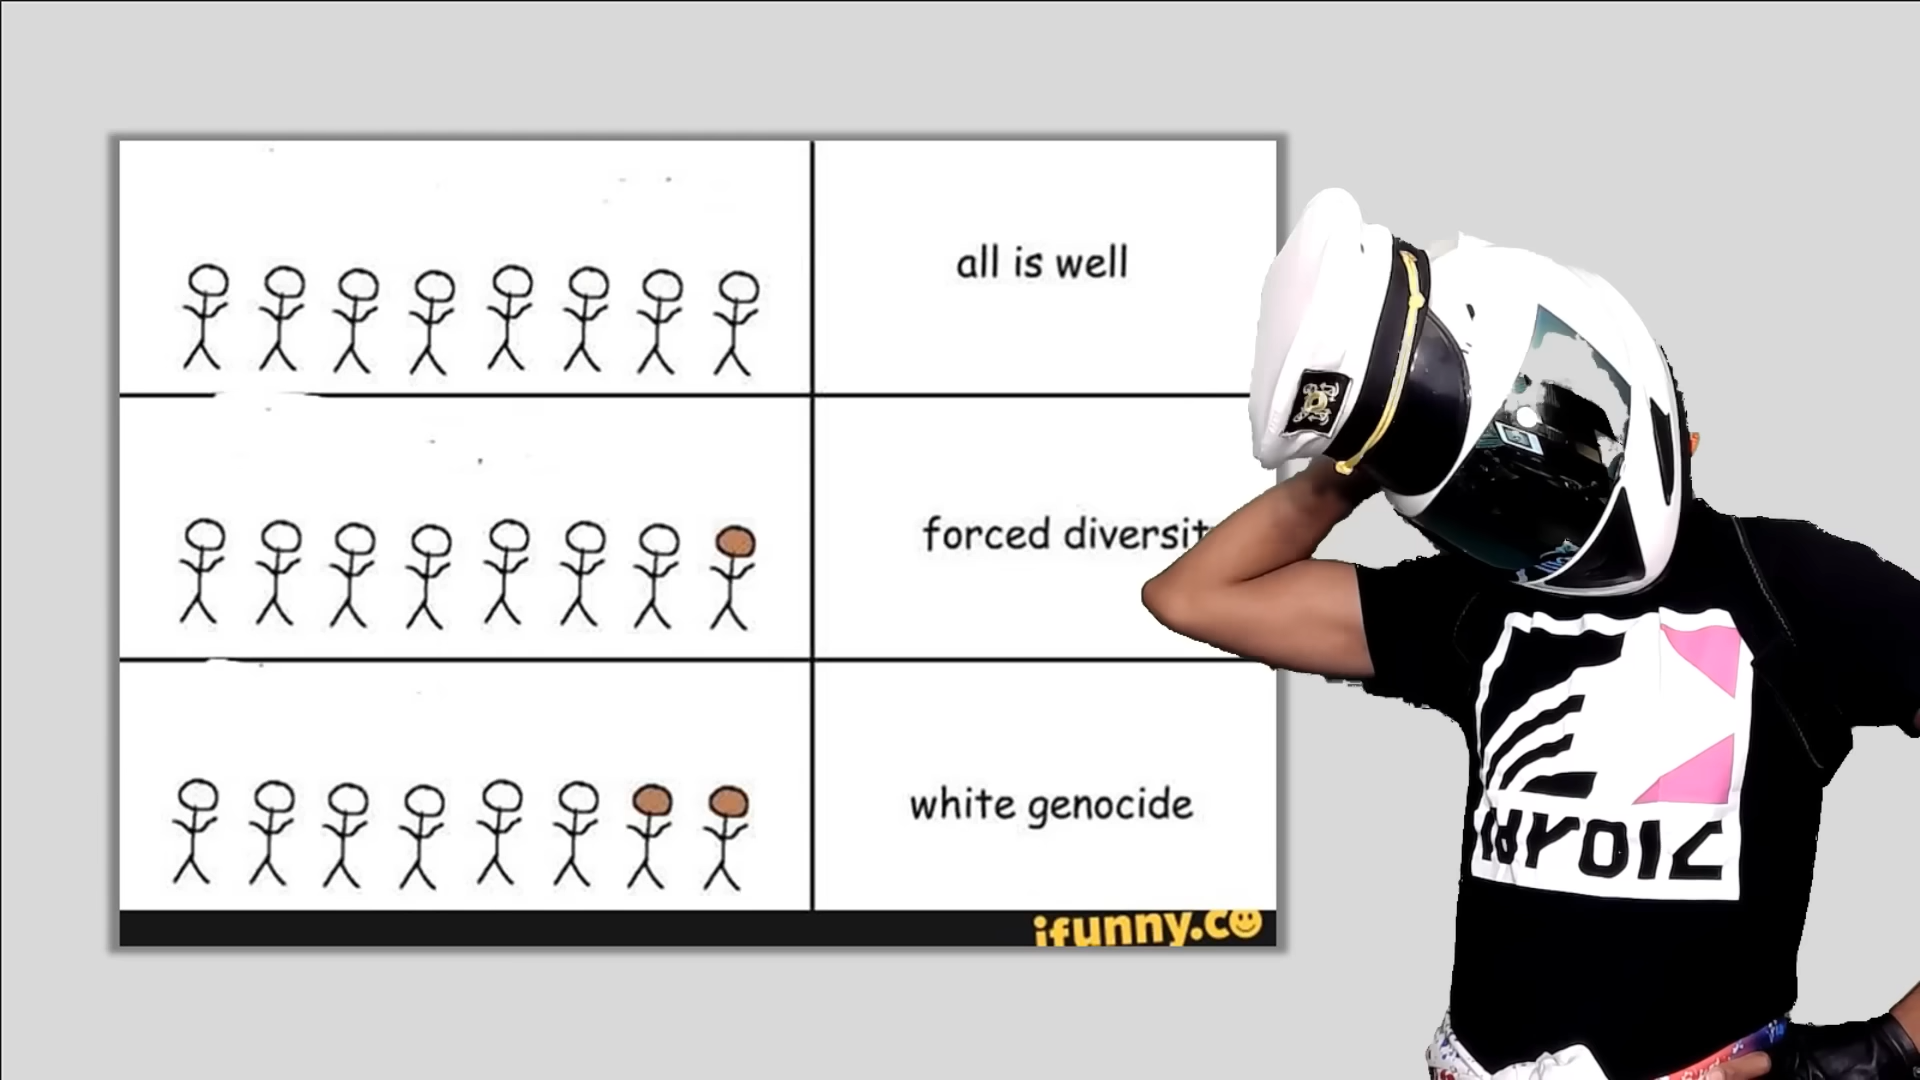 all is well
forced diversit
white genocide
ifunny.co